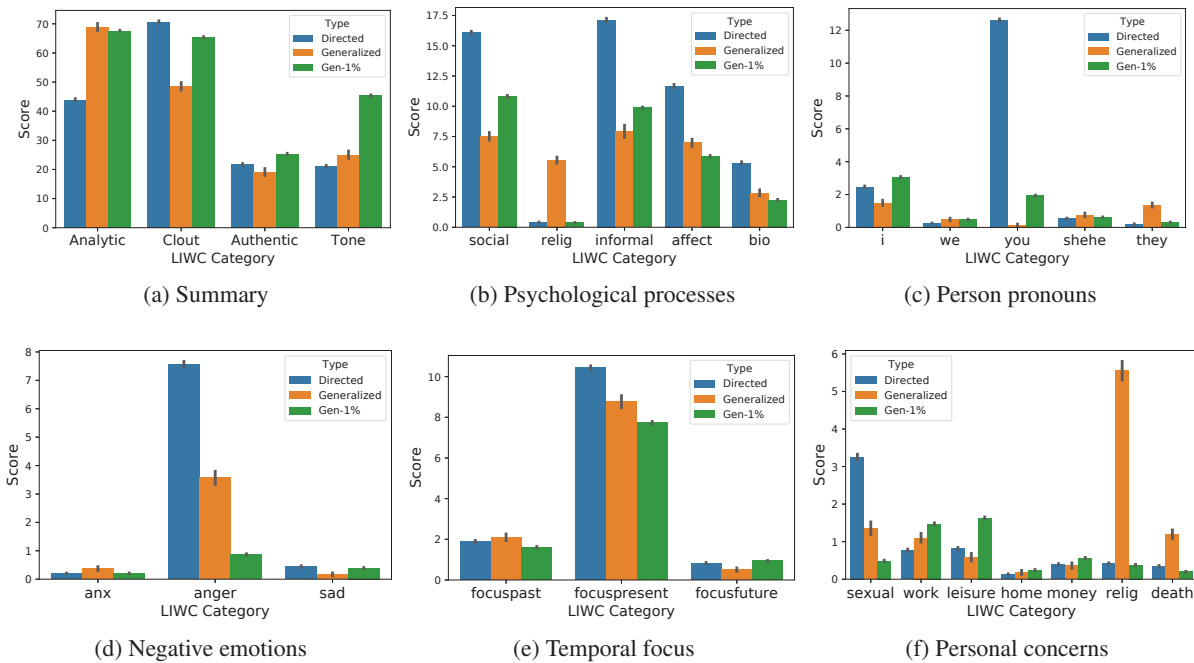 70
60
50
40
30
20
10
0
Score
Type
Directed
Generalized
Gen-1%
Analytic Clout Authentic Tone
LIWC Category
(a) Summary
17.5
15.0
12.5
10.0
7.5
5.0
2.5
0.0
Score
Type
Directed
Generalized
Gen-1%
social relig informal affect bio
LIWC Category
(b) Psychological processes
12
10
8
6
4
2
0
Score
Type
Directed
Generalized
Gen-1%
i we you shehe they
LIWC Category
(c) Person pronouns
8
7
6
5
4
3
2
1
0
Score
Type
Directed
Generalized
Gen-1%
anx anger sad
LIWC Category
(d) Negative emotions
10
8
6
4
2
0
Score
Type
Directed
Generalized
Gen-1%
focuspast focuspresent focusfuture
LIWC Category
(e) Temporal focus
6
5
4
3
2
1
0
Score
Type
Directed
Generalized
Gen-1%
sexual work leisure home money relig death
LIWC Category
(f) Personal concerns